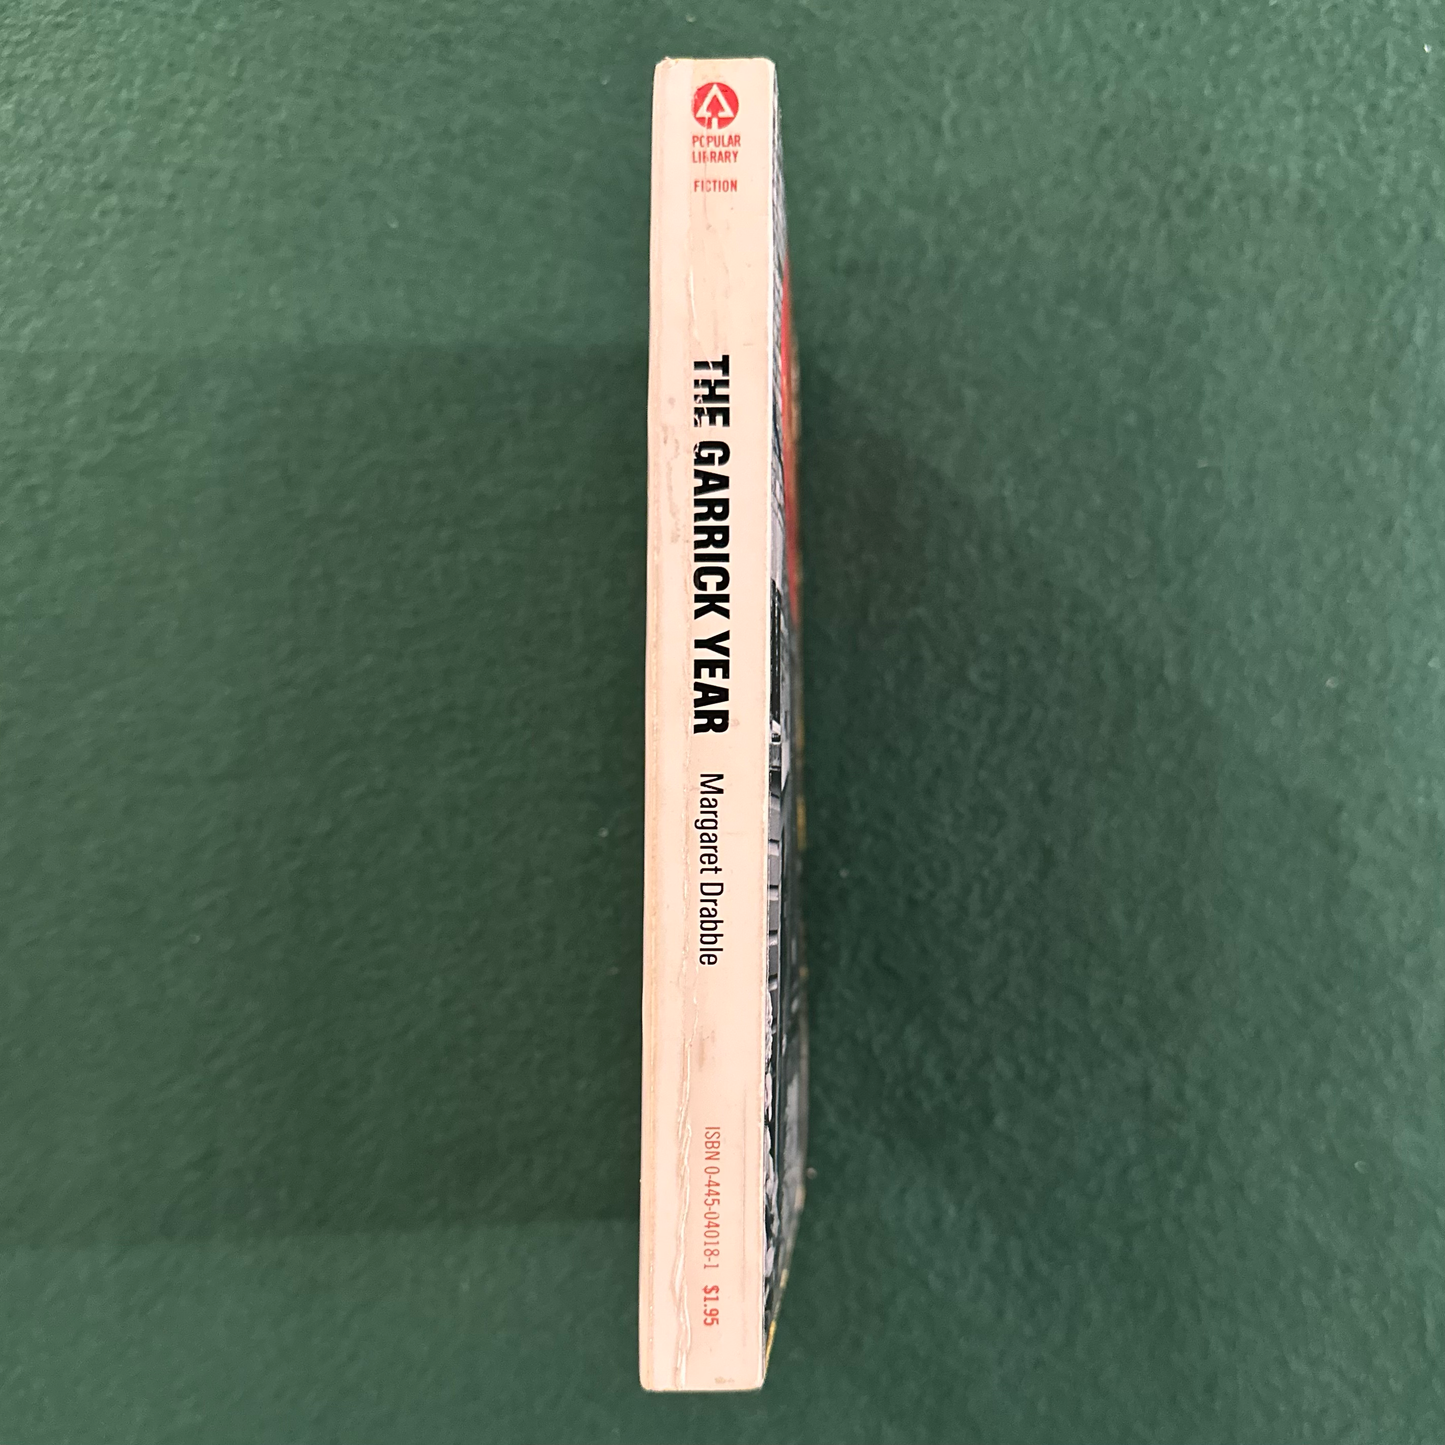 POPULAR
LIBRARY
FICTION
THE GARRICK YEAR
Margaret Drabble
ISBN 0-445-04018-1 $1.95